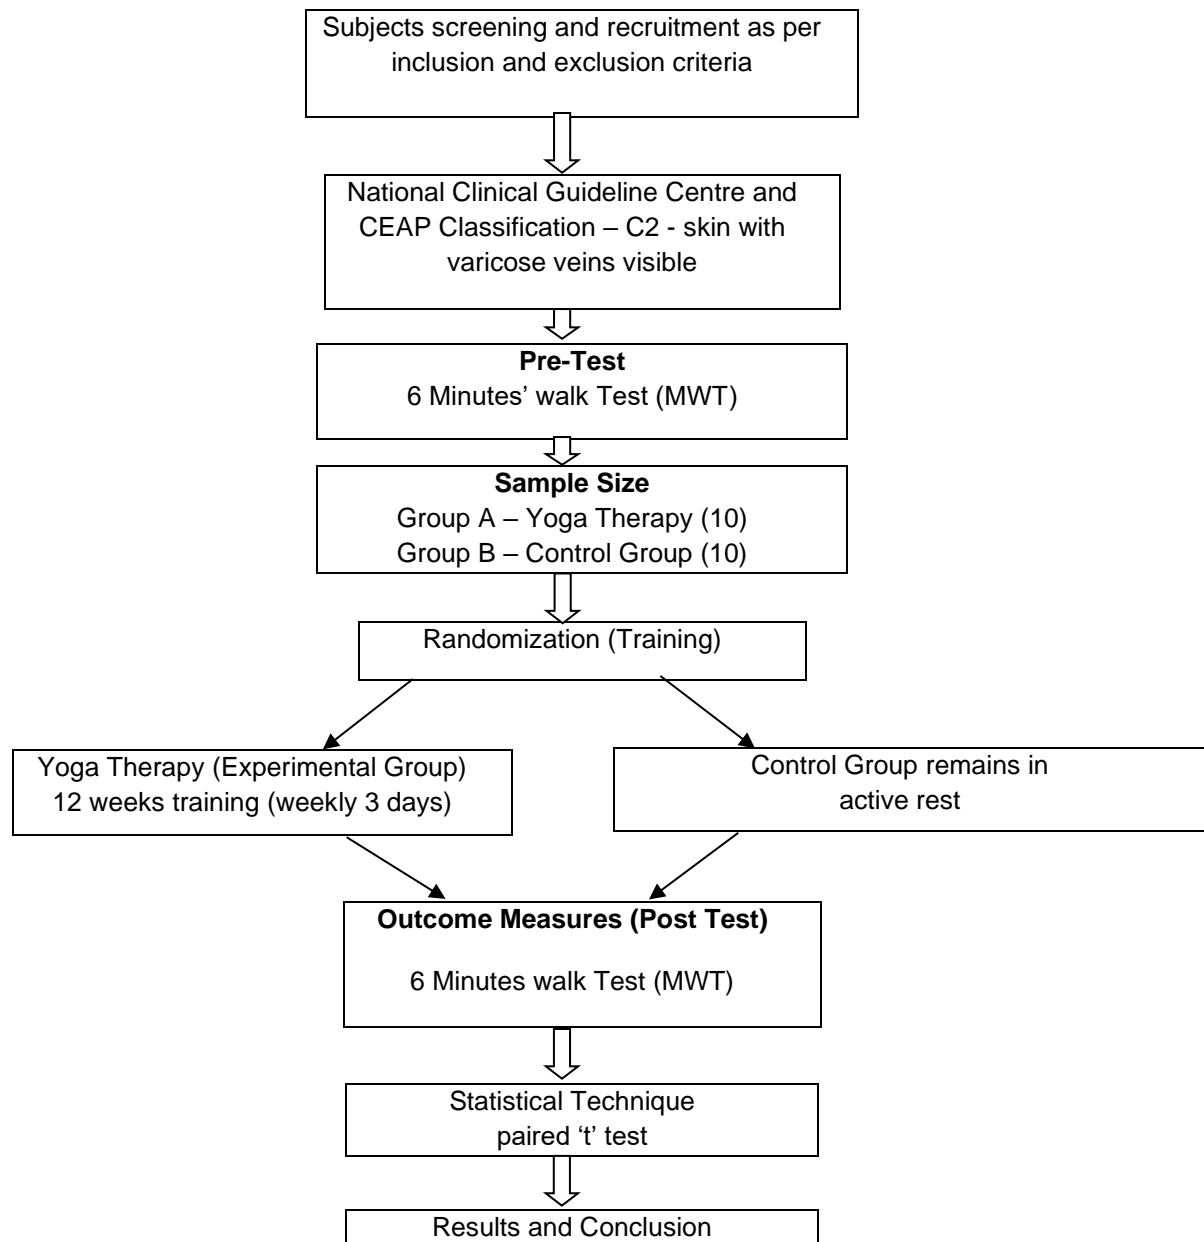 Subjects screening and recruitment as per
inclusion and exclusion criteria
National Clinical Guideline Centre and
CEAP Classification – C2 - skin with
varicose veins visible
Pre-Test
6 Minutes’ walk Test (MWT)
Sample Size
Group A – Yoga Therapy (10)
Group B – Control Group (10)
Randomization (Training)
Yoga Therapy (Experimental Group)
12 weeks training (weekly 3 days)
Control Group remains in
active rest
Outcome Measures (Post Test)
6 Minutes walk Test (MWT)
Statistical Technique
paired ‘t’ test
Results and Conclusion